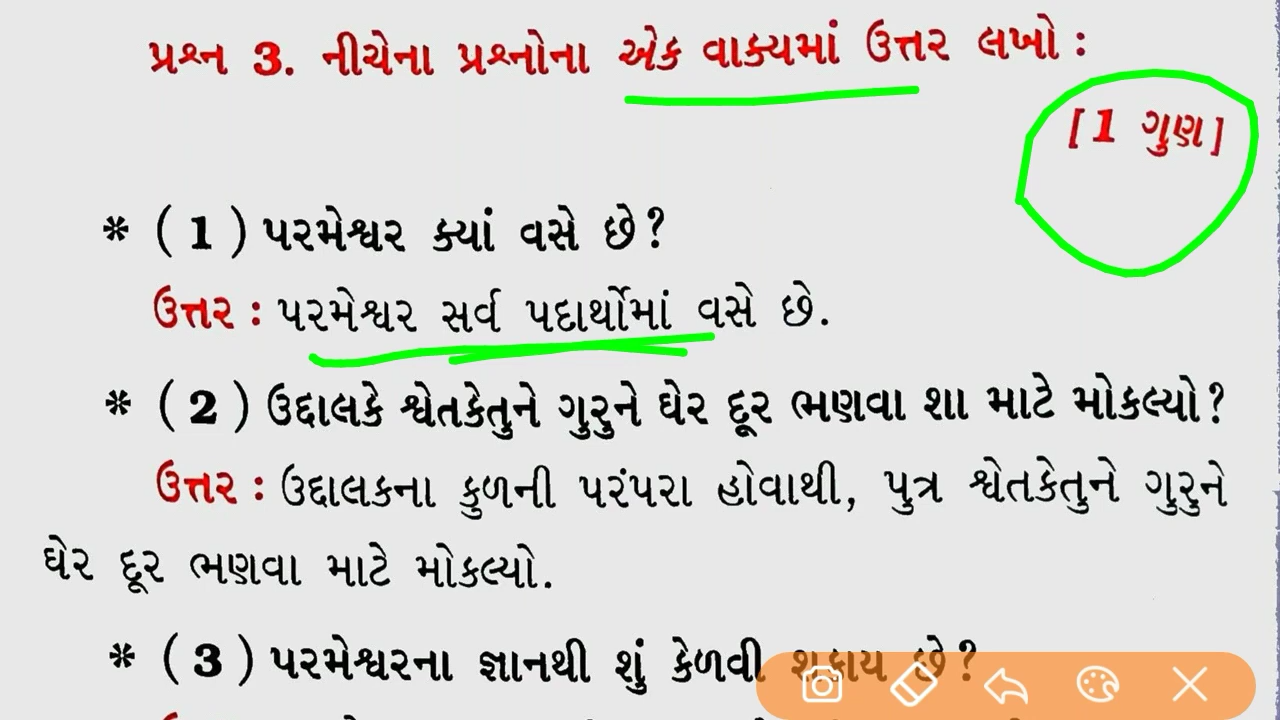 પ્રશ્ન 3. નીચેના પ્રશ્નોના એક વાક્યમાં ઉત્તર લખો :
[1 ગુણ]
* (1) પરમેશ્વર ક્યાં વસે છે?
ઉત્તર : પરમેશ્વર સર્વ પદાર્થોમાં વસે છે.
* (2) ઉદ્દાલકે શ્વેતકેતુને ગુરુને ઘેર દૂર ભણવા શા માટે મોકલ્યો?
ઉત્તર : ઉદ્દાલકના કુળની પરંપરા હોવાથી, પુત્ર શ્વેતકેતુને ગુરુને
ઘેર દૂર ભણવા માટે મોકલ્યો.
* (3) પરમેશ્વરના જ્ઞાનથી શું કેળવી શકાય છે?